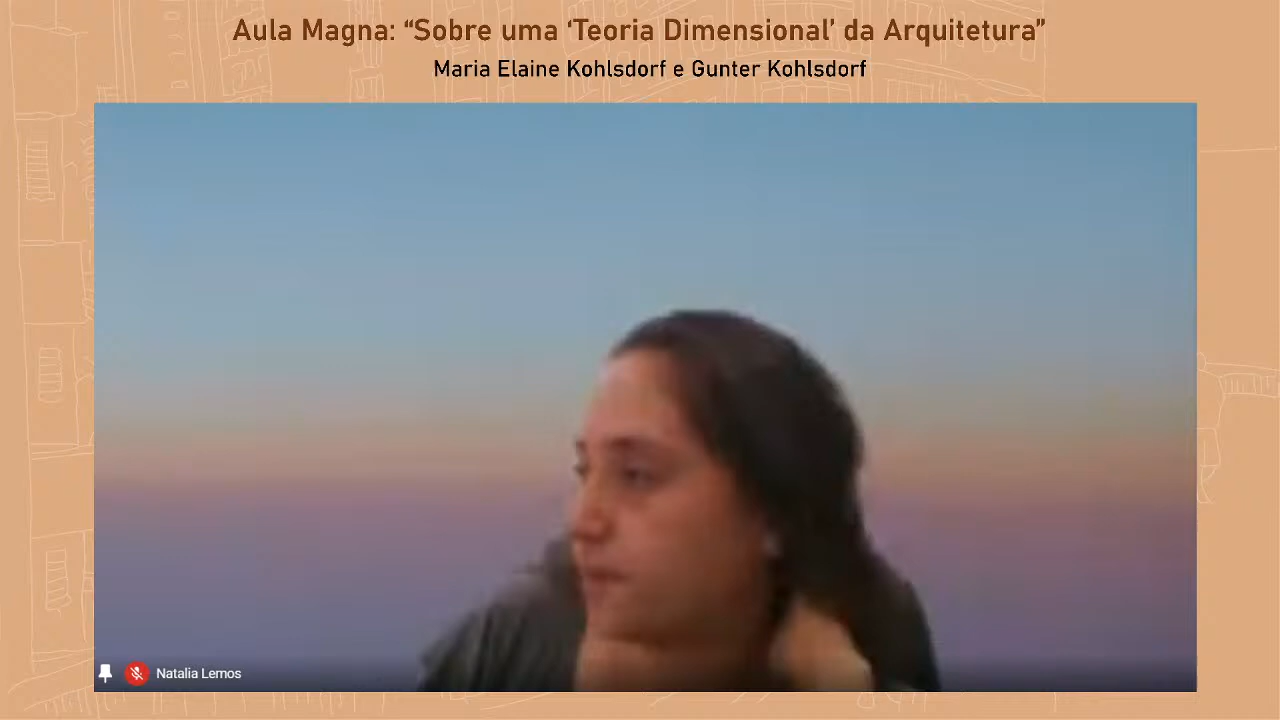 Aula Magna: “Sobre uma ‘Teoria Dimensional’ da Arquitetura”
Maria Elaine Kohlsdorf e Gunter Kohlsdorf
Natalia Lemos